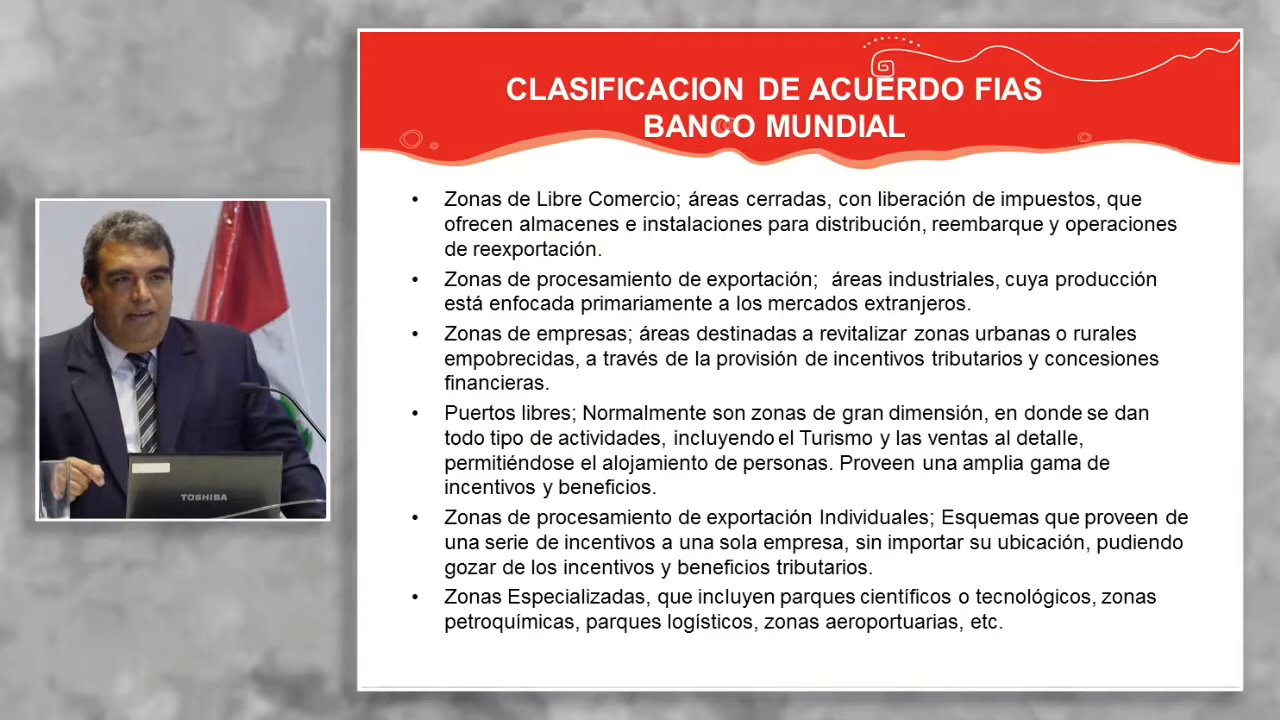 CLASIFICACION DE ACUERDO FIAS
BANCO MUNDIAL
• Zonas de Libre Comercio; áreas cerradas, con liberación de impuestos, que
ofrecen almacenes e instalaciones para distribución, reembarque y operaciones
de reexportación.
• Zonas de procesamiento de exportación; áreas industriales, cuya producción
está enfocada primariamente a los mercados extranjeros.
• Zonas de empresas; áreas destinadas a revitalizar zonas urbanas o rurales
empobrecidas, a través de la provisión de incentivos tributarios y concesiones
financieras.
• Puertos libres; Normalmente son zonas de gran dimensión, en donde se dan
todo tipo de actividades, incluyendo el Turismo y las ventas al detalle,
permitiéndose el alojamiento de personas. Proveen una amplia gama de
incentivos y beneficios.
• Zonas de procesamiento de exportación Individuales; Esquemas que proveen de
una serie de incentivos a una sola empresa, sin importar su ubicación, pudiendo
gozar de los incentivos y beneficios tributarios.
• Zonas Especializadas, que incluyen parques científicos o tecnológicos, zonas
petroquímicas, parques logísticos, zonas aeroportuarias, etc.
TOSHIBA